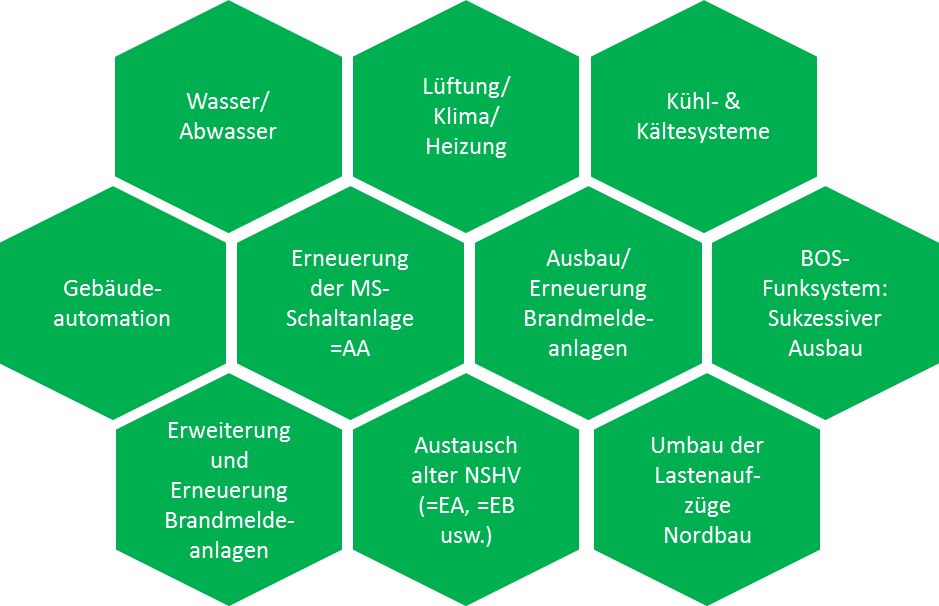 Wasser/
Abwasser
Lüftung/
Klima/
Heizung
Kühl- &
Kältesysteme
Gebäude-
automation
Erneuerung
der MS-
Schaltanlage
=AA
Ausbau/
Erneuerung
Brandmelde-
anlagen
BOS-
Funksystem:
Sukzessiver
Ausbau
Erweiterung
und
Erneuerung
Brandmelde-
anlagen
Austausch
alter NSHV
(=EA, =EB
usw.)
Umbau der
Lastenauf-
züge
Nordbau